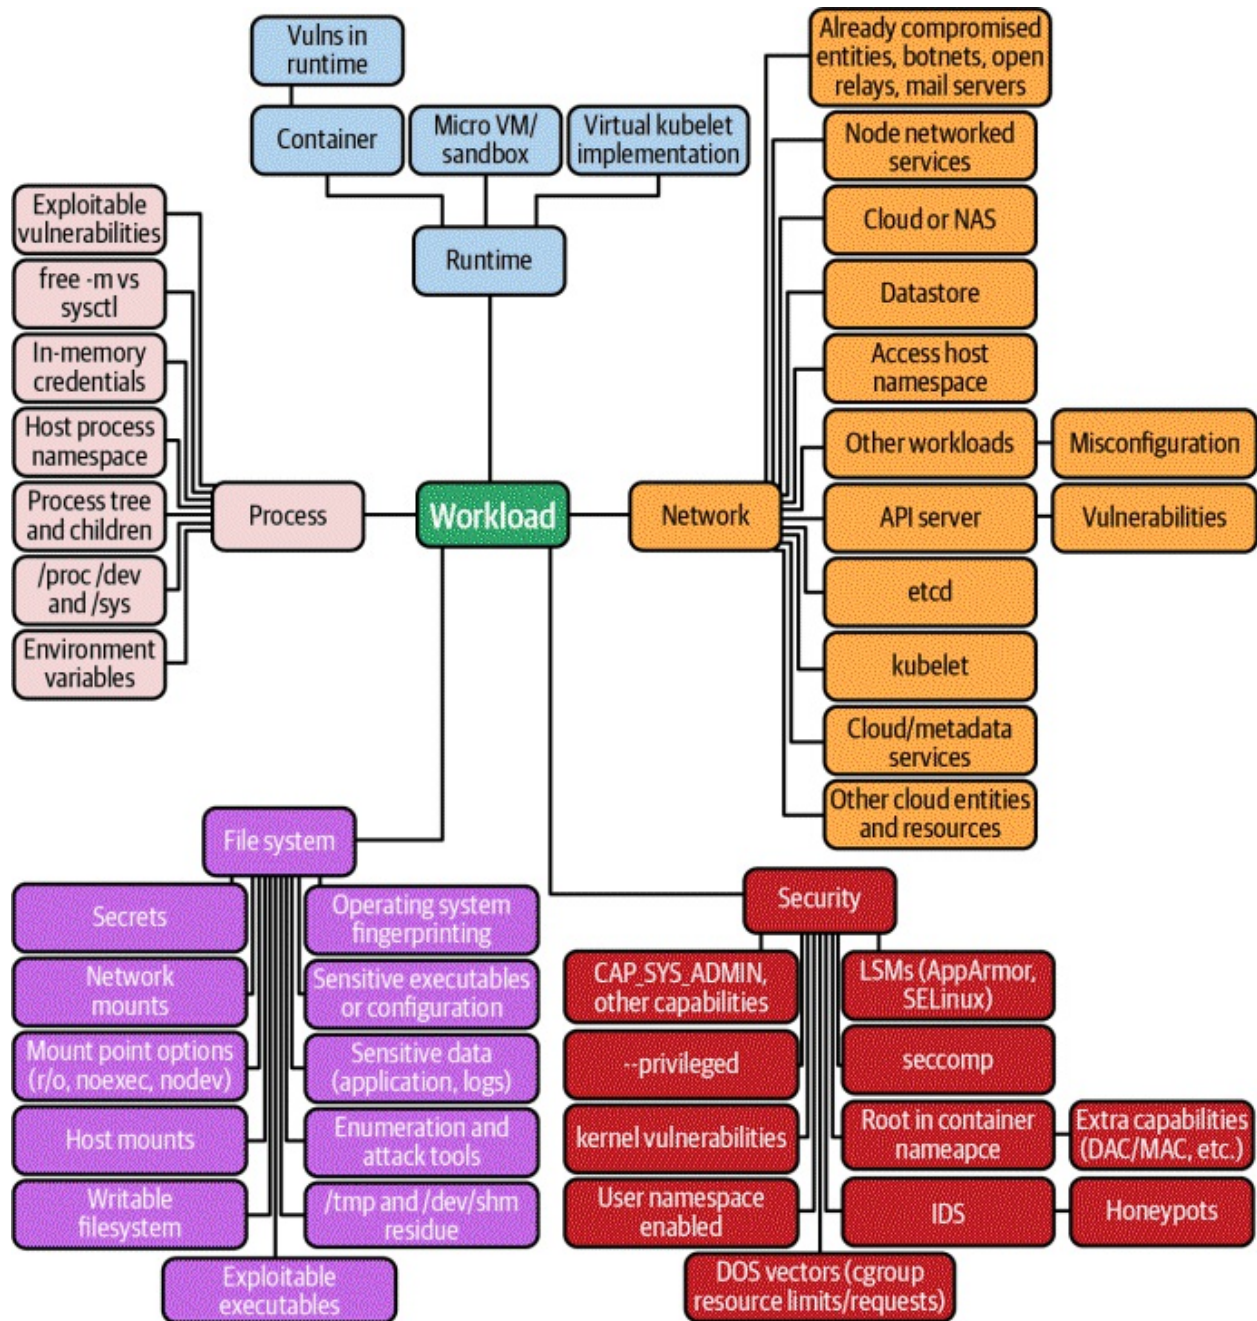 Vulns in
runtime
Container
Micro VM/
sandbox
Virtual kubelet
implementation
Runtime
Exploitable
vulnerabilities
free -m vs
sysctl
In-memory
credentials
Host process
namespace
Process tree
and children
/proc /dev
and /sys
Environment
variables
Process
Workload
Network
Already compromised
entities, botnets, open
relays, mail servers
Node networked
services
Cloud or NAS
Datastore
Access host
namespace
Other workloads
Misconfiguration
API server
Vulnerabilities
etcd
kubelet
Cloud/metadata
services
Other cloud entities
and resources
File system
Secrets
Network
mounts
Mount point options
(r/o, noexec, nodev)
Host mounts
Writable
filesystem
Operating system
fingerprinting
Sensitive executables
or configuration
Sensitive data
(application, logs)
Enumeration and
attack tools
/tmp and /dev/shm
residue
Exploitable
executables
Security
CAP_SYS_ADMIN,
other capabilities
--privileged
kernel vulnerabilities
User namespace
enabled
LSMs (AppArmor,
SELinux)
seccomp
Root in container
nameapce
Extra capabilities
(DAC/MAC, etc.)
IDS
Honeypots
DOS vectors (cgroup
resource limits/requests)